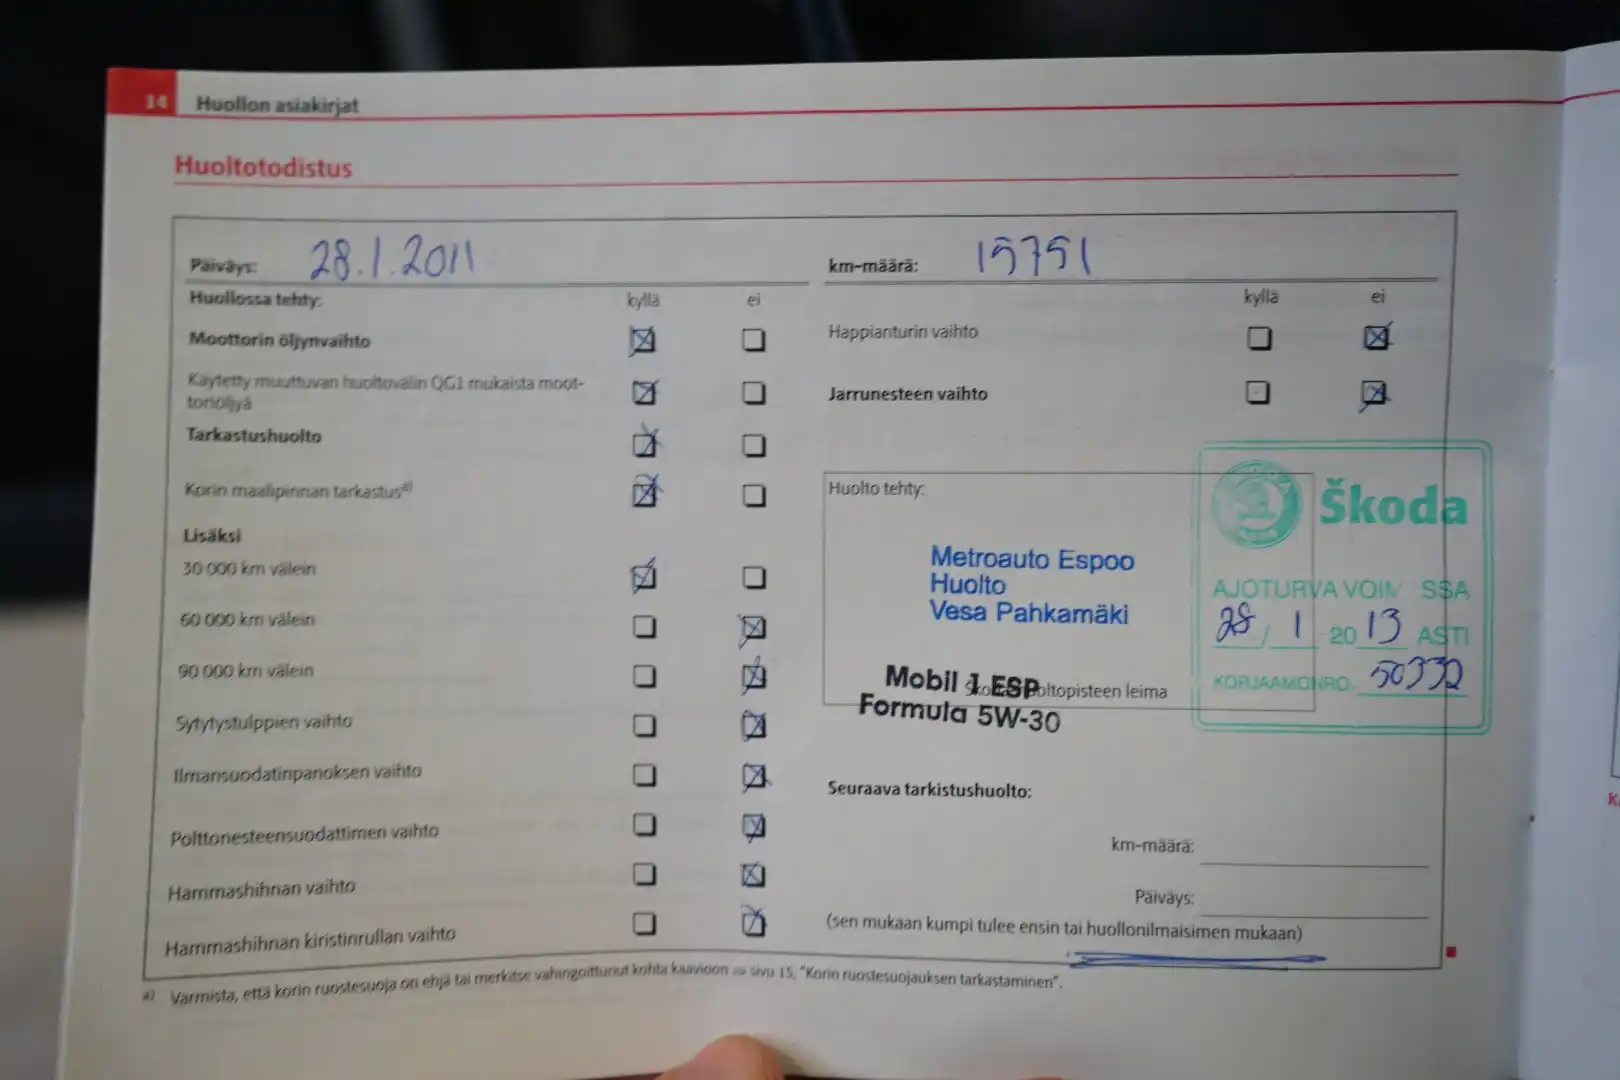 14 Huollon asiakirjat
Huoltotodistus
Päiväys: 28.1.2011
km-määrä: 15751
Huollossa tehty: kyllä ei
kyllä ei
Moottorin öljynvaihto
Happianturin vaihto
Käytetty muuttuvan huoltovälin QG1 mukaista moot-
toriöljyä
Jarrunesteen vaihto
Tarkastushuolto
Korin maalipinnan tarkastus a)
Lisäksi
30 000 km välein
60 000 km välein
90 000 km välein
Sytytystulppien vaihto
Ilmansuodatinpanoksen vaihto
Polttonesteensuodattimen vaihto
Hammashihnan vaihto
Hammashihnan kiristinrullan vaihto
Huolto tehty:
Metroauto Espoo
Huolto
Vesa Pahkamäki
Mobil 1 ESP
Formula 5W-30
leima
Škoda
AJOTURVA
28 / 1 2013 ASTI
KORJAAMONRO. 50332
Seuraava tarkistushuolto:
km-määrä:
Päiväys:
(sen mukaan kumpi tulee ensin tai huollonilmaisimen mukaan)
a) Varmista, että korin ruostesuoja on ehjä tai merkitse vahingoittunut kohta kaavioon ⇒ sivu 15, "Korin ruostesuojauksen tarkastaminen".